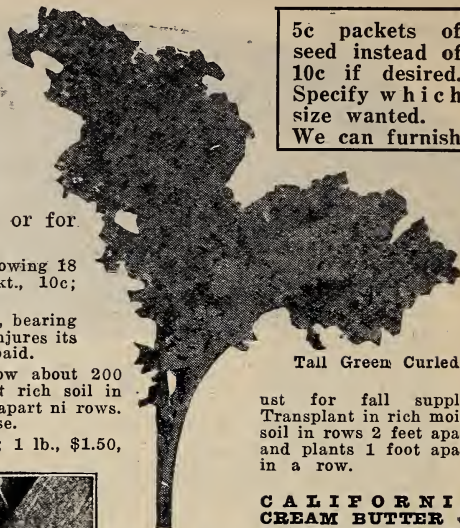 5c packets of
seed instead of
10c if desired.
Specify which
size wanted.
We can furnish
or for
owing 18
kt., 10c;
, bearing
njures its
paid.
ow about 200
t rich soil in
apart ni rows.
se.
; 1 lb., $1.50,
Tall Green Curled
ust for fall suppl
Transplant in rich moi
soil in rows 2 feet apa
and plants 1 foot apa
in a row.
CALIFORNI
CREAM BUTTER